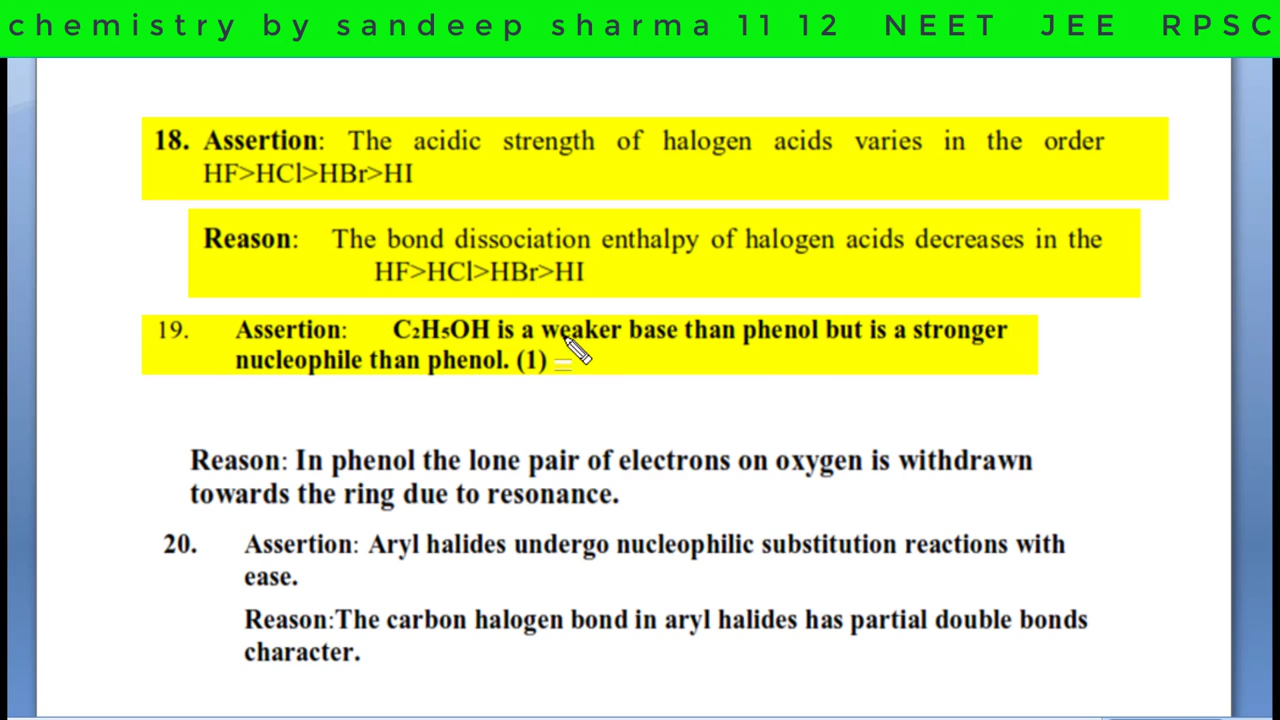 chemistry by sandeep sharma 11 12 NEET JEE RPSC
18. Assertion: The acidic strength of halogen acids varies in the order
HF>HCl>HBr>HI
Reason: The bond dissociation enthalpy of halogen acids decreases in the
HF>HCl>HBr>HI
19. Assertion: C₂H₅OH is a weaker base than phenol but is a stronger
nucleophile than phenol. (1)
Reason: In phenol the lone pair of electrons on oxygen is withdrawn
towards the ring due to resonance.
20. Assertion: Aryl halides undergo nucleophilic substitution reactions with
ease.
Reason:The carbon halogen bond in aryl halides has partial double bonds
character.